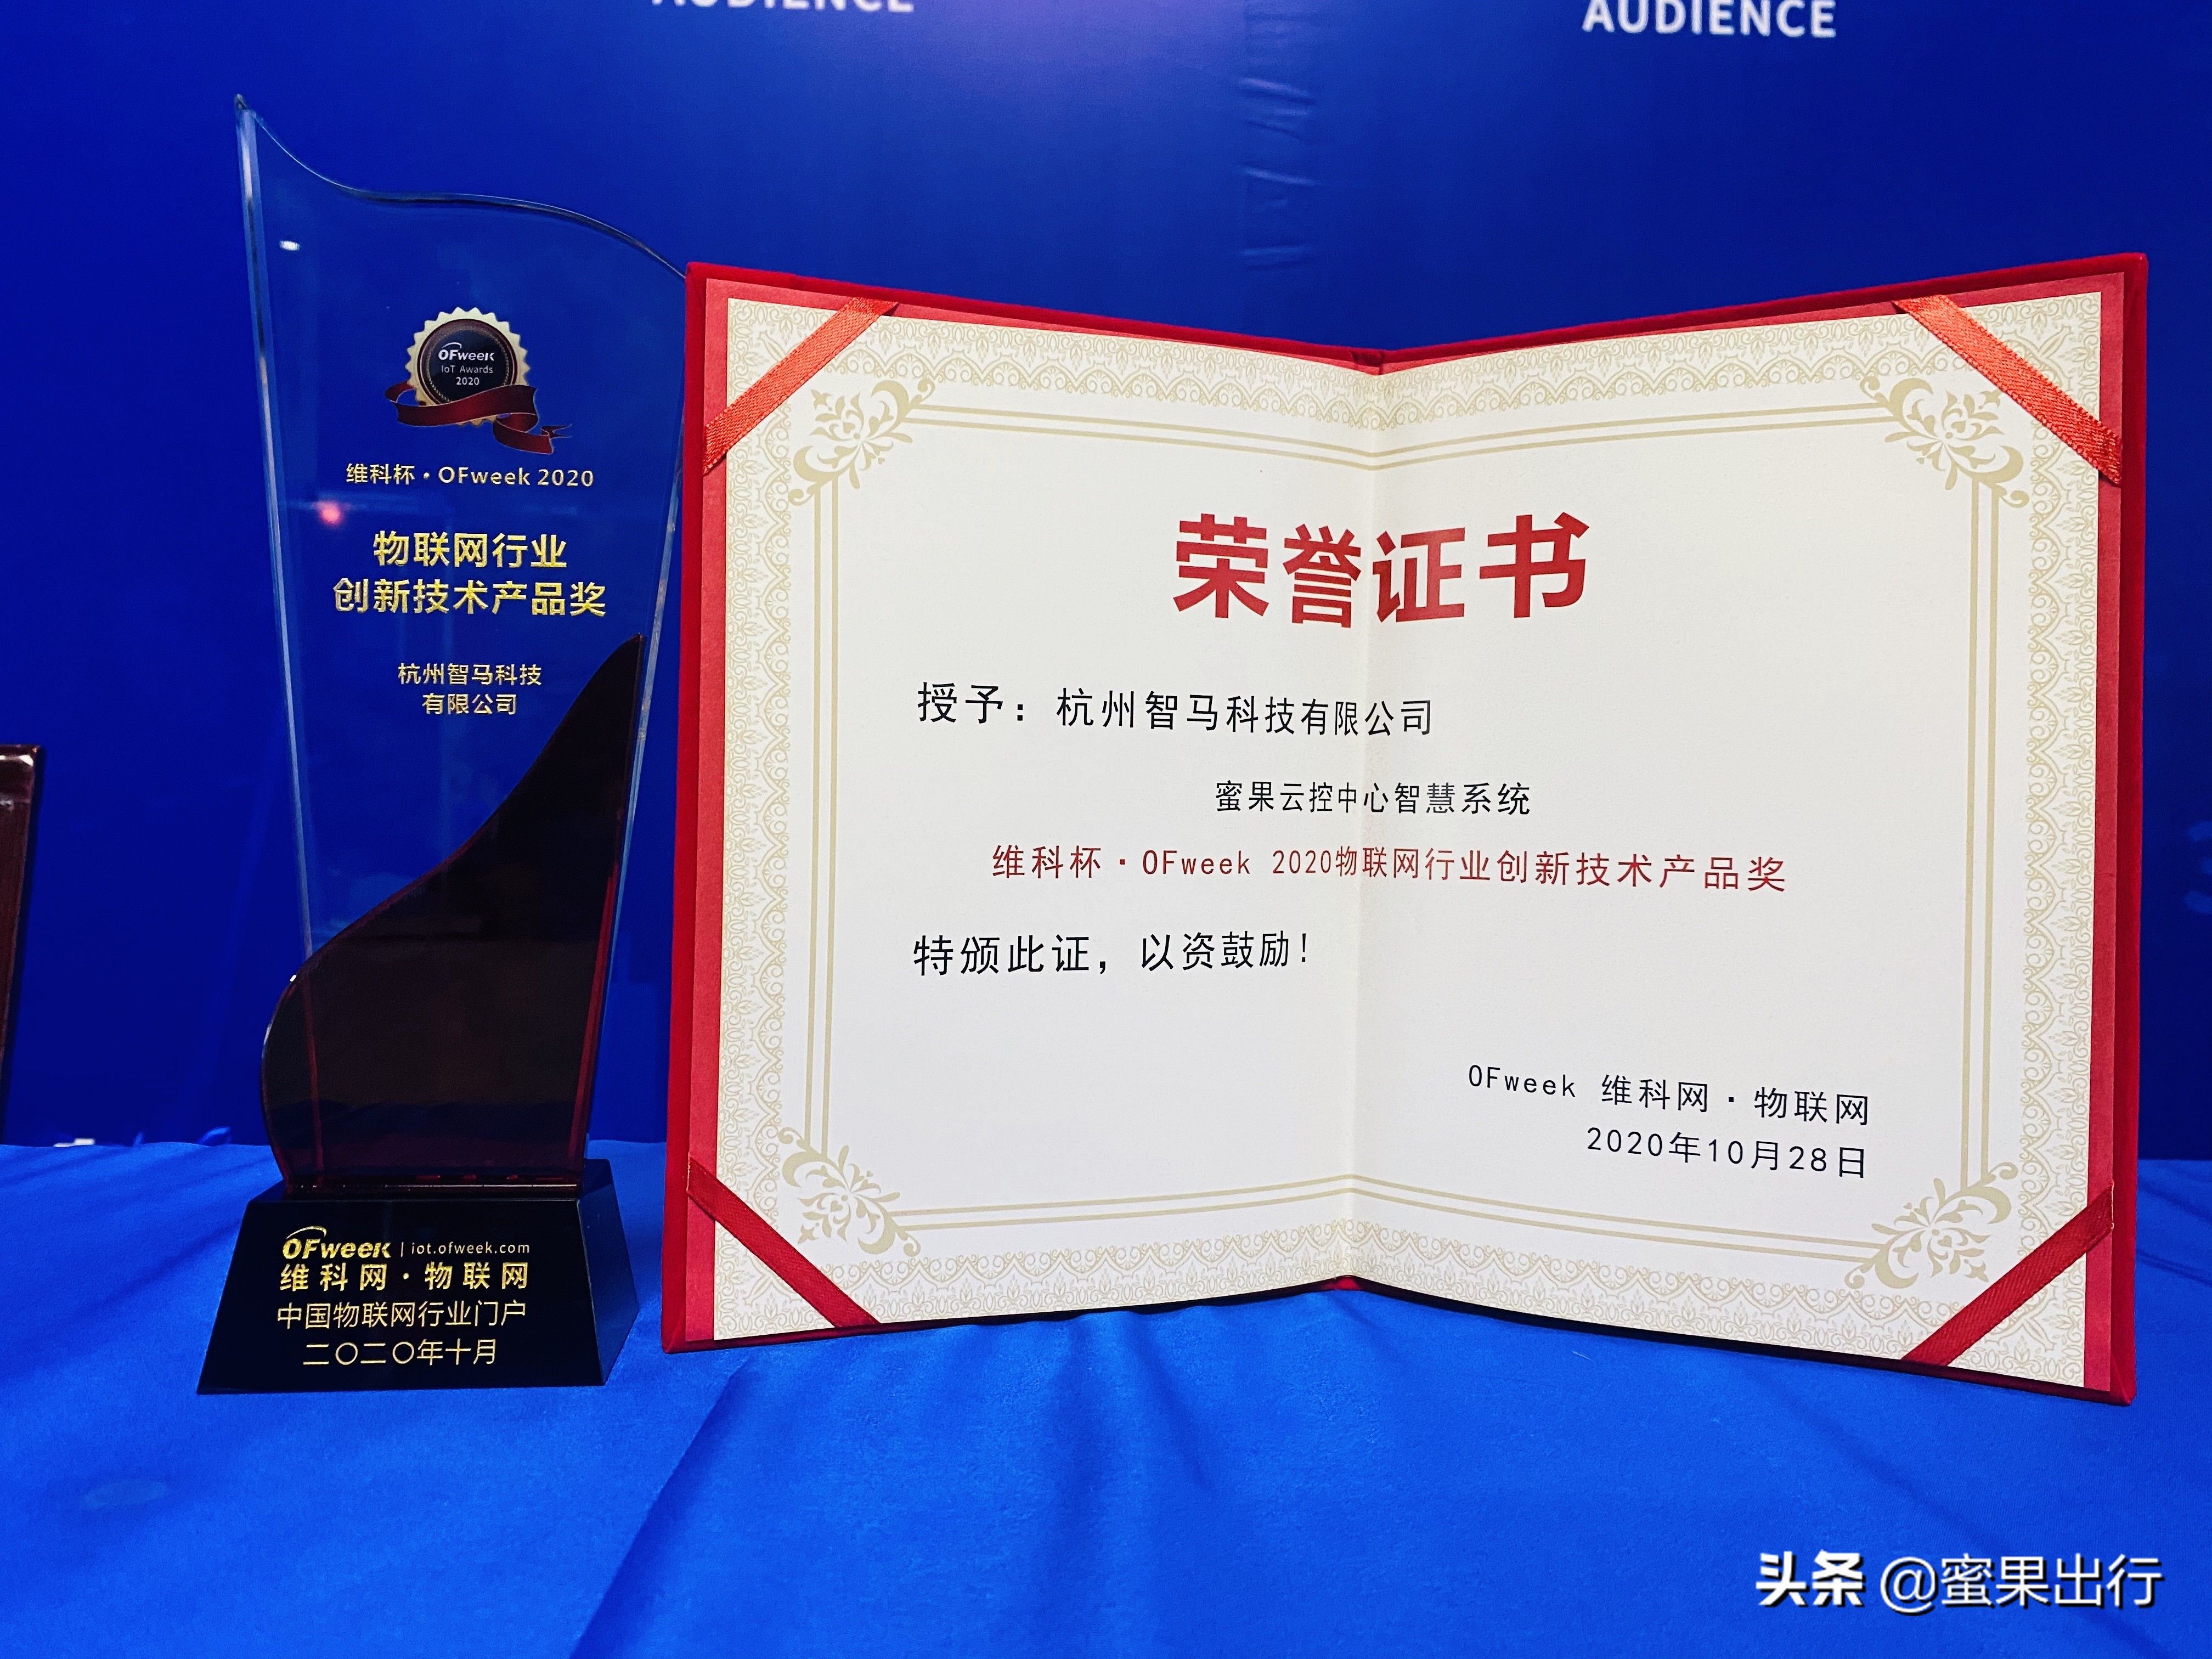 AUDIENCE
AUDIENCE
OFweek
IoT Awards
2020
维科杯·OFweek 2020
物联网行业
创新技术产品奖
杭州智马科技
有限公司
OFweek | iot.ofweek.com
维科网·物联网
中国物联网行业门户
二〇二〇年十月
荣誉证书
授予：杭州智马科技有限公司
蜜果云控中心智慧系统
维科杯·OFweek 2020物联网行业创新技术产品奖
特颁此证，以资鼓励！
OFweek 维科网·物联网
2020年10月28日
头条 @蜜果出行